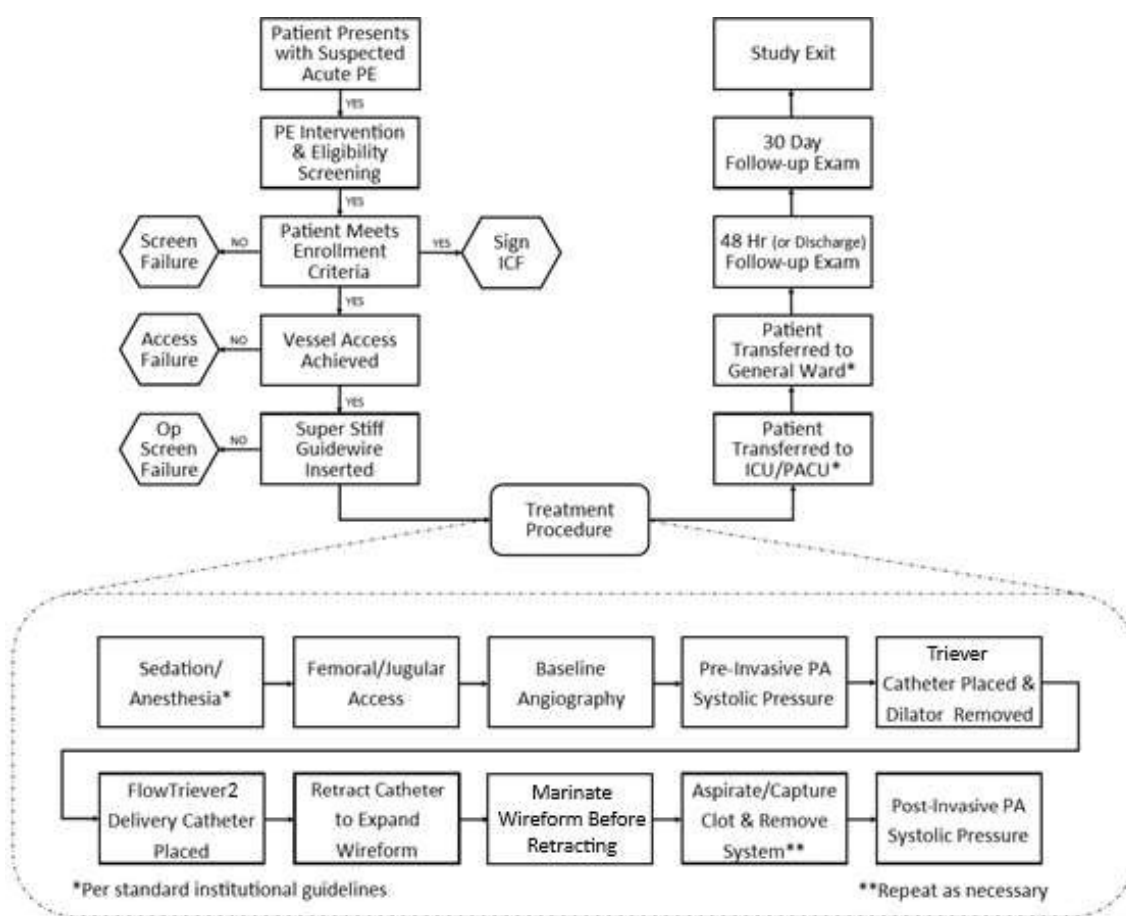 Patient Presents
with Suspected
Acute PE
YES
PE Intervention
& Eligibility
Screening
YES
Screen
Failure
NO
Patient Meets
Enrollment
Criteria
YES
Sign
ICF
YES
Access
Failure
NO
Vessel Access
Achieved
YES
Op
Screen
Failure
NO
Super Stiff
Guidewire
Inserted
Treatment
Procedure
Patient
Transferred to
ICU/PACU*
Patient
Transferred to
General Ward*
48 Hr (or Discharge)
Follow-up Exam
30 Day
Follow-up Exam
Study Exit
Sedation/
Anesthesia*
Femoral/Jugular
Access
Baseline
Angiography
Pre-Invasive PA
Systolic Pressure
Triever
Catheter Placed &
Dilator Removed
FlowTriever2
Delivery Catheter
Placed
Retract Catheter
to Expand
Wireform
Marinate
Wireform Before
Retracting
Aspirate/Capture
Clot & Remove
System**
Post-Invasive PA
Systolic Pressure
*Per standard institutional guidelines
**Repeat as necessary